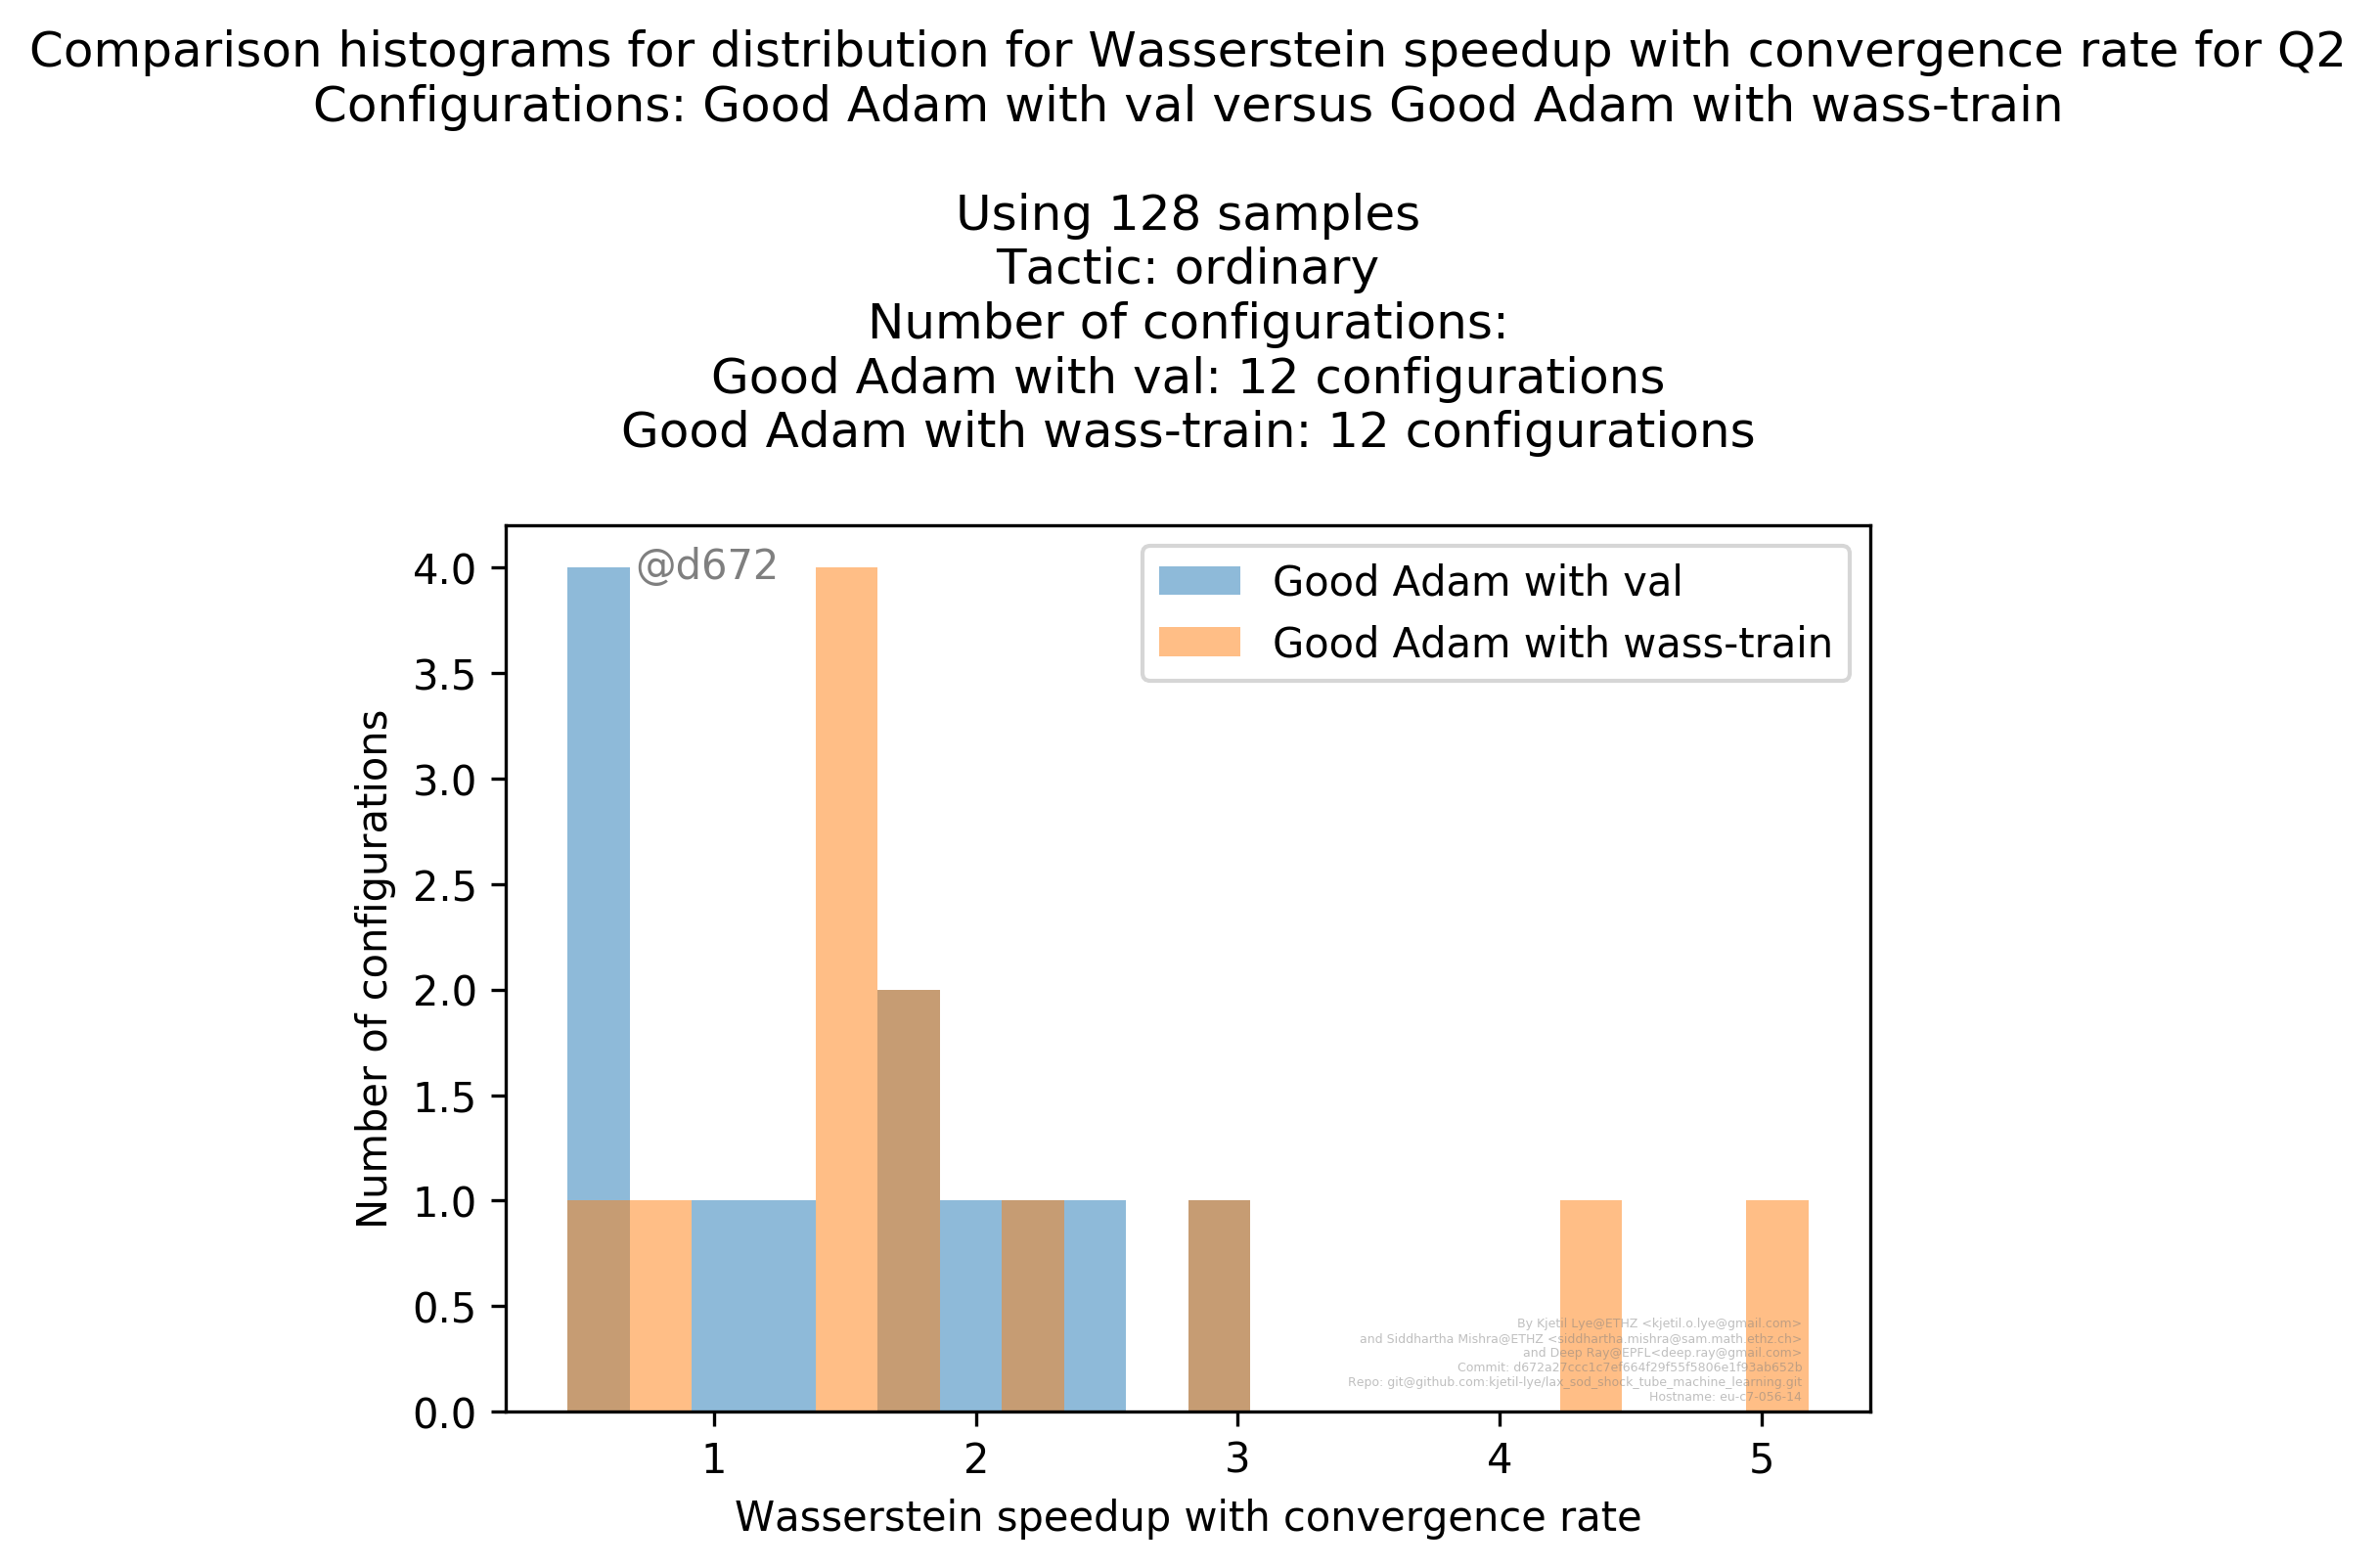 Comparison histograms for distribution for Wasserstein speedup with convergence rate for Q2
Configurations: Good Adam with val versus Good Adam with wass-train
Using 128 samples
Tactic: ordinary
Number of configurations:
Good Adam with val: 12 configurations
Good Adam with wass-train: 12 configurations
@d672
Good Adam with val
Good Adam with wass-train
4.0
3.5
3.0
2.5
2.0
1.5
1.0
0.5
0.0
Number of configurations
By Kjetil Lye@ETHZ <kjetil.o.lye@gmail.com>
and Siddhartha Mishra@ETHZ <siddhartha.mishra@sam.math.ethz.ch>
and Deep Ray@EPFL<deep.ray@gmail.com>
Commit: d672a27ccc1c7ef664f29f55f5806e1f93ab652b
Repo: git@github.com:kjetil-lye/lax_sod_shock_tube_machine_learning.git
Hostname: eu-c7-056-14
1 2 3 4 5
Wasserstein speedup with convergence rate